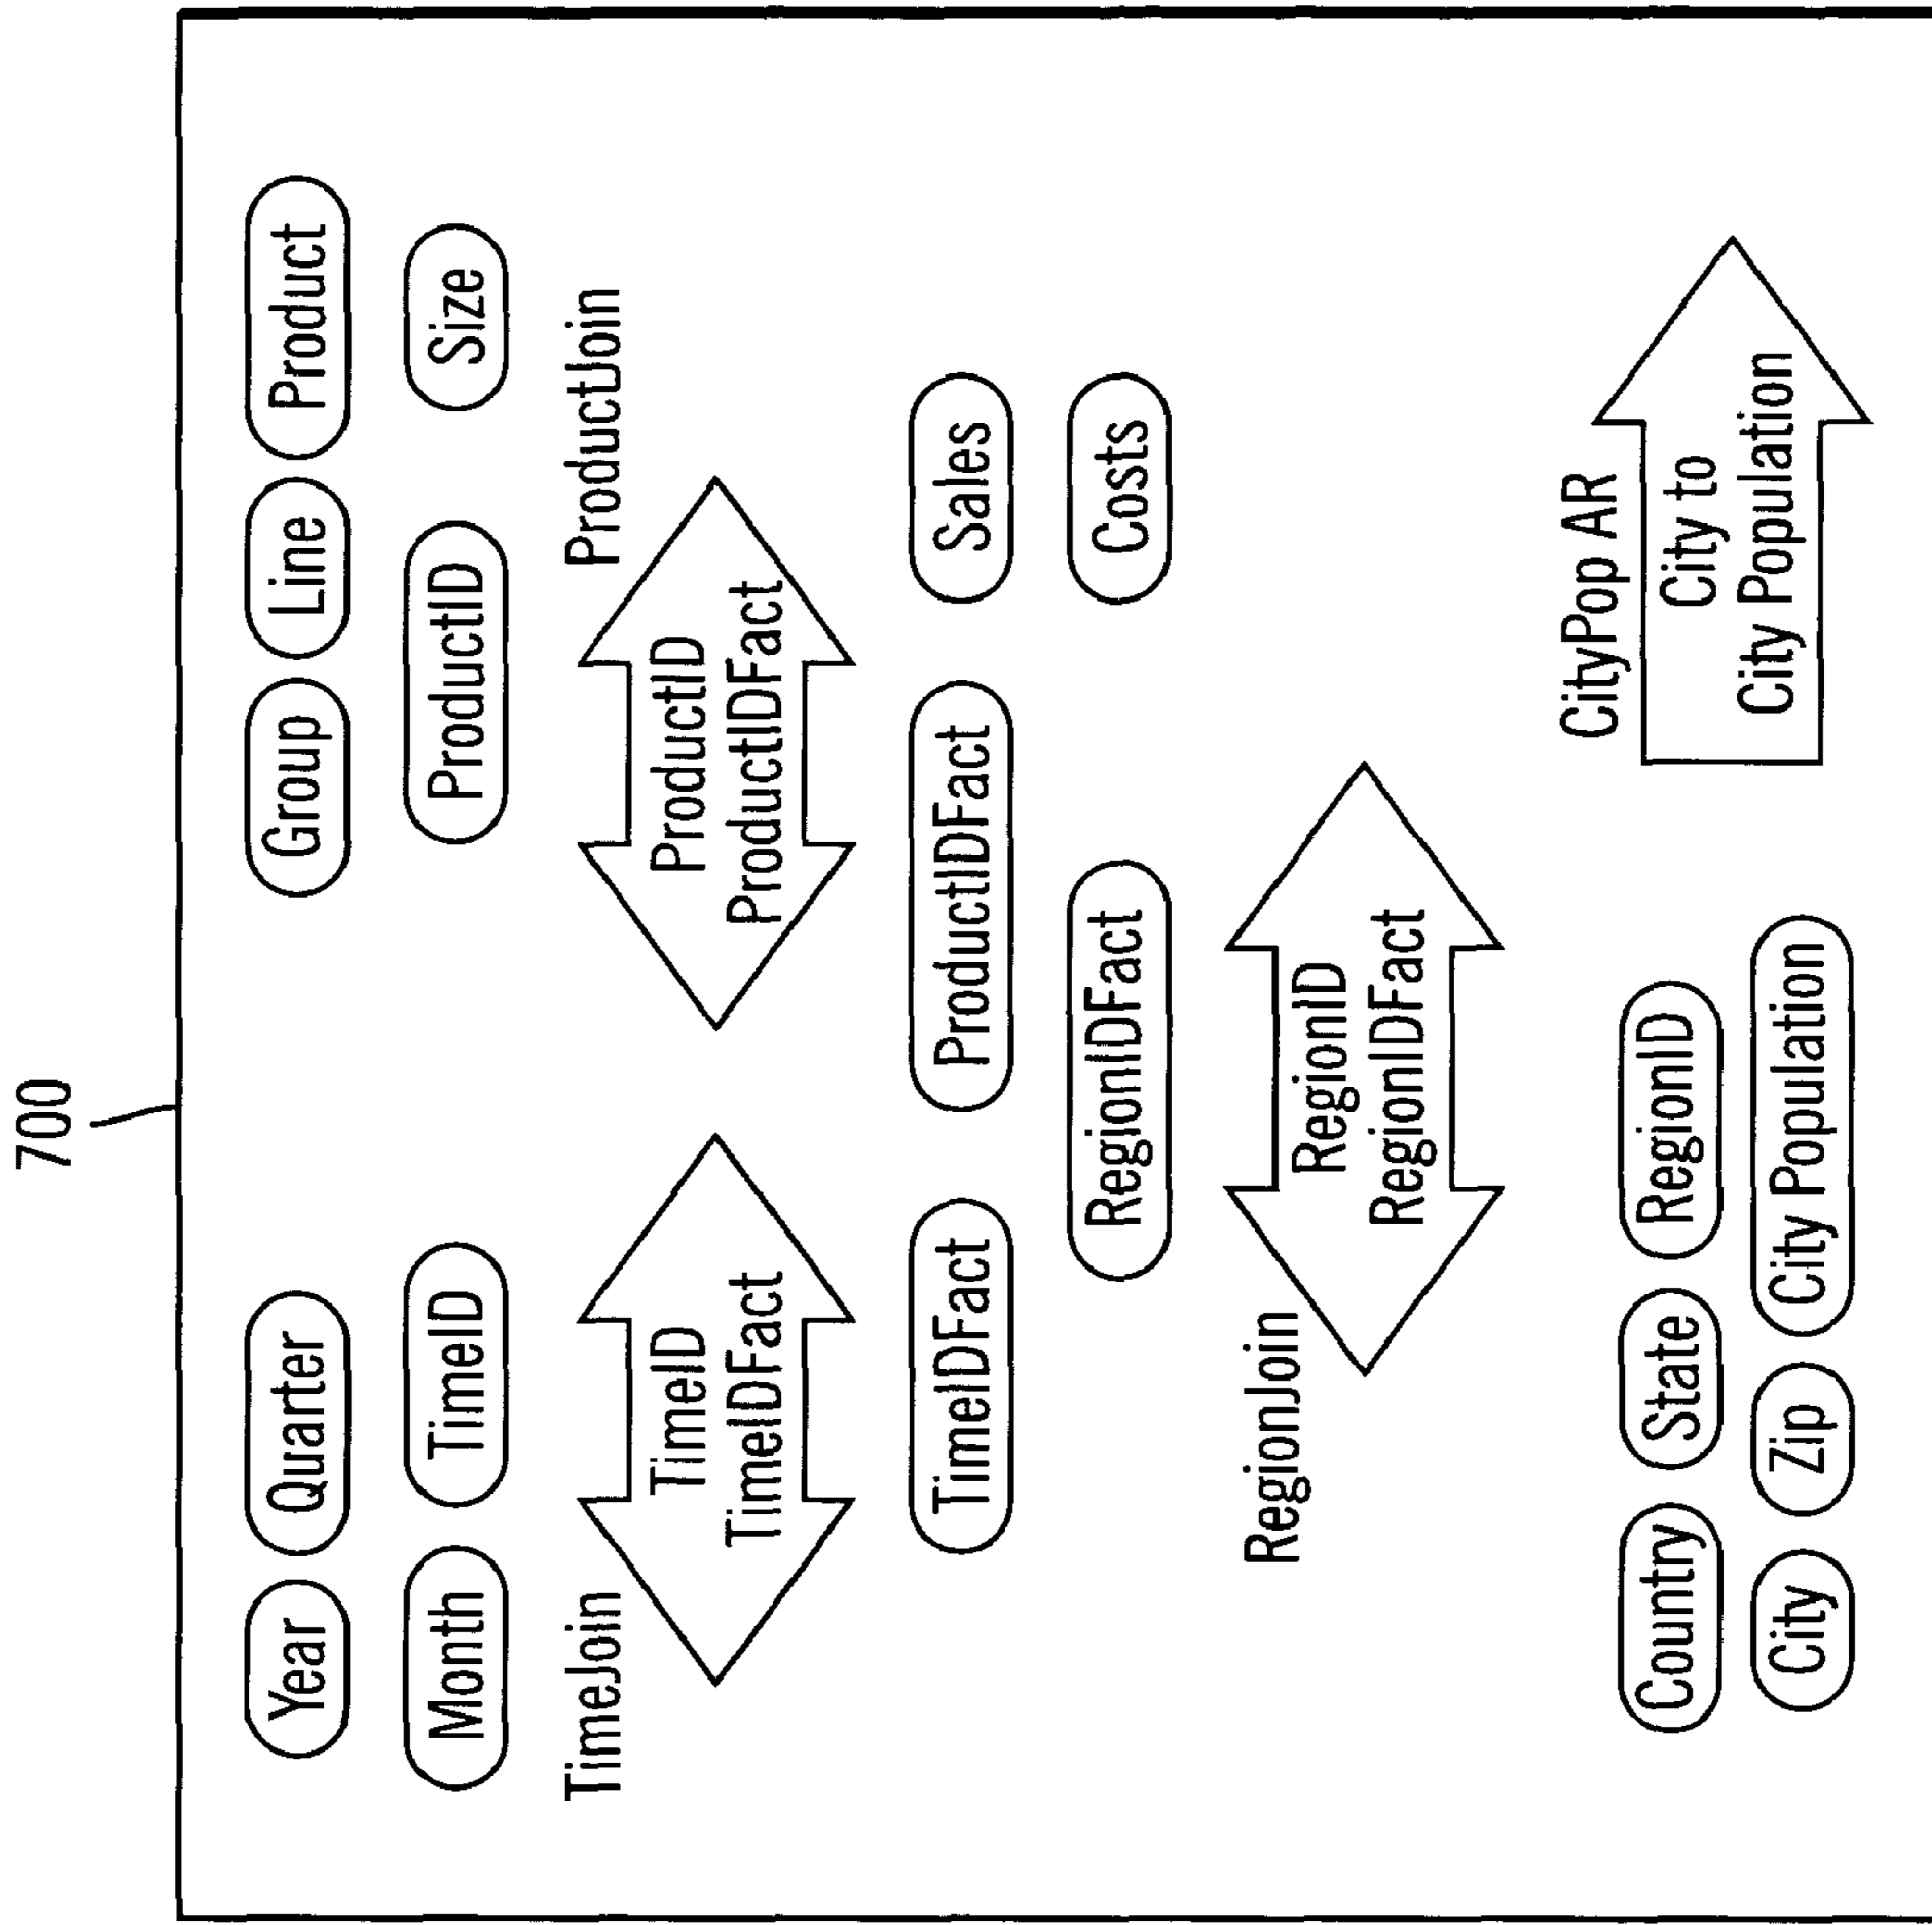 700
Year
Quarter
Group
Line
Product
Month
TimeID
ProductID
Size
TimeJoin
ProductJoin
TimeID
TimeIDFact
ProductID
ProductIDFact
TimeIDFact
ProductIDFact
Sales
RegionIDFact
Costs
RegionJoin
RegionID
RegionIDFact
CityPop AR
City to
City Population
Country
State
RegionID
City
Zip
City Population